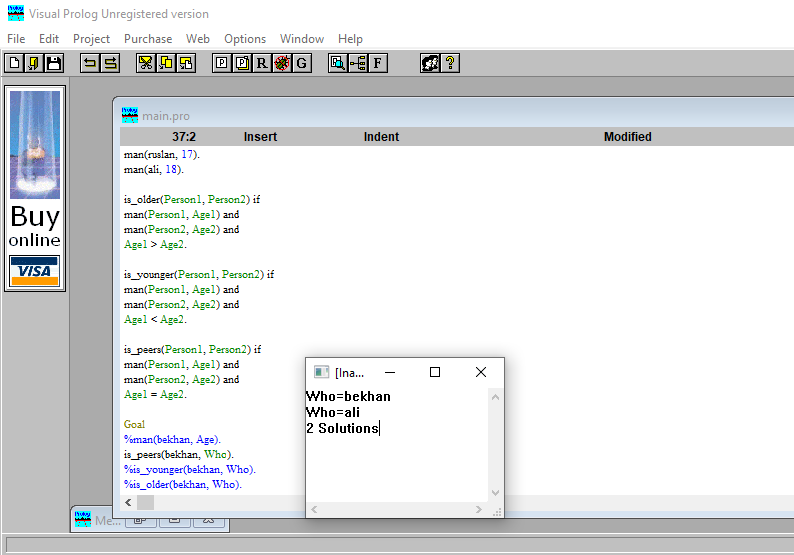 Visual Prolog Unregistered version
File Edit Project Purchase Web Options Window Help
P R G F ?
Prolog main.pro
37:2 Insert Indent Modified
man(ruslan, 17).
man(ali, 18).
is_older(Person1, Person2) if
man(Person1, Age1) and
man(Person2, Age2) and
Age1 > Age2.
is_younger(Person1, Person2) if
man(Person1, Age1) and
man(Person2, Age2) and
Age1 < Age2.
is_peers(Person1, Person2) if
man(Person1, Age1) and
man(Person2, Age2) and
Age1 = Age2.
Goal
%man(bekhan, Age).
is_peers(bekhan, Who).
%is_younger(bekhan, Who).
%is_older(bekhan, Who).
Buy
online
VISA
[Ina...
Who=bekhan
Who=ali
2 Solutions
Me...